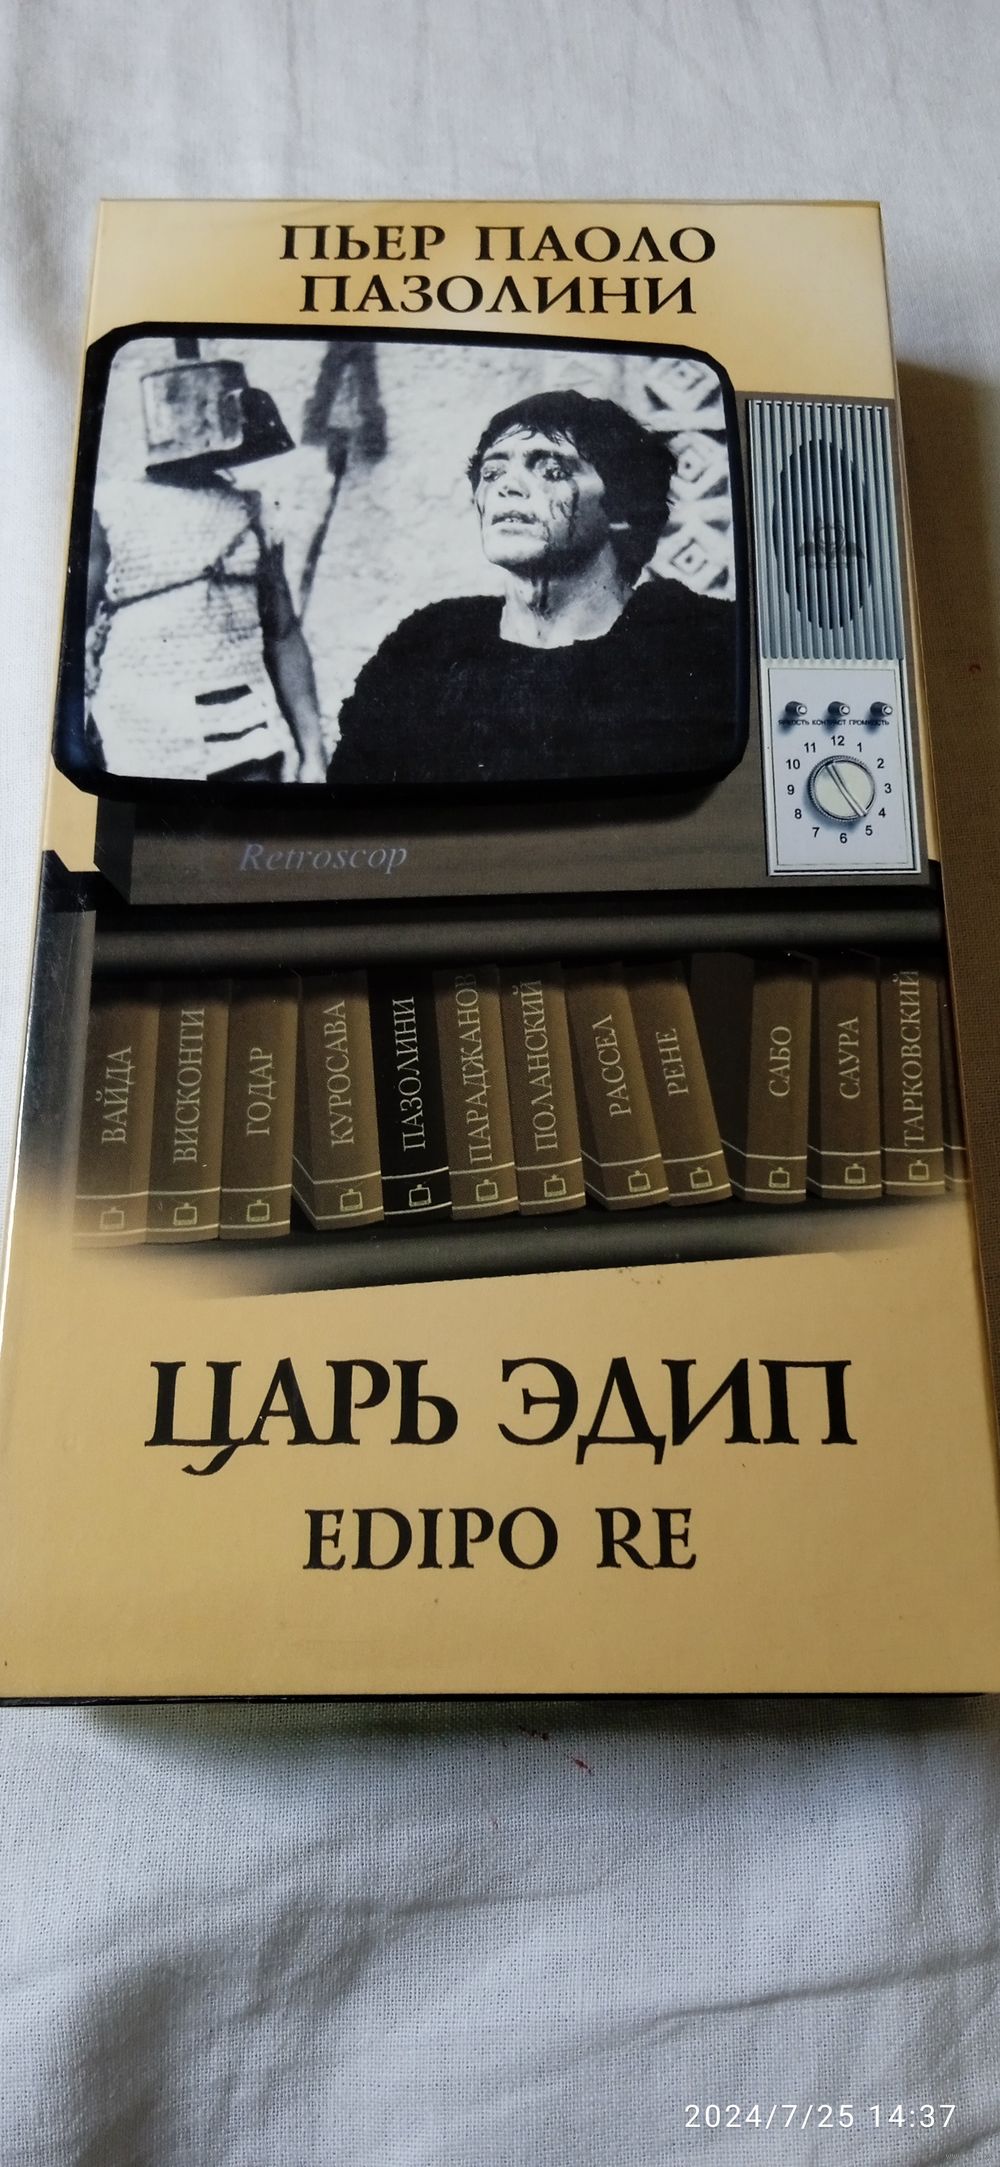 ПЬЕР ПАОЛО
ПАЗОЛИНИ
ЯРКОСТЬ КОНТРАСТ ГРОМКОСТЬ
12
11 1
10 2
9 3
8 4
7 5
6
Retroscop
ВАЙДА
ВИСКОНТИ
ГОДАР
КУРОСАВА
ПАЗОЛИНИ
ПАРАДЖАНОВ
ПОЛАНСКИЙ
РАССЕЛ
РЕНЕ
САБО
САУРА
ТАРКОВСКИЙ
ЦАРЬ ЭДИП
EDIPO RE
2024/7/25 14:37